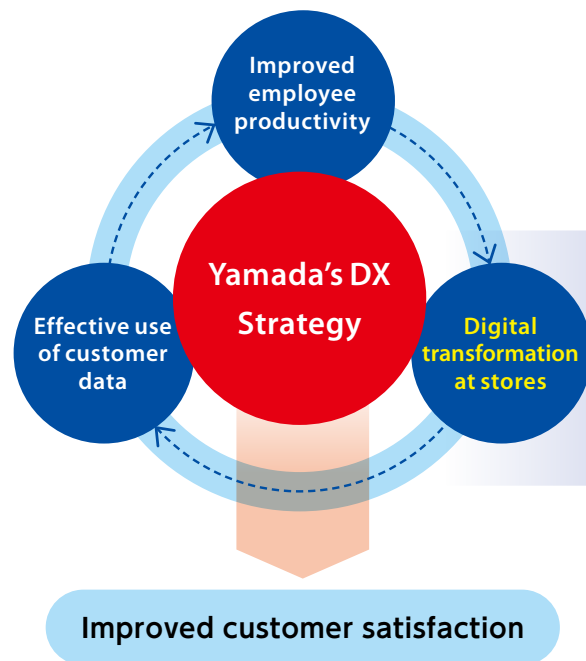 Improved
employee
productivity
Yamada’s DX
Strategy
Effective use
of customer
data
Digital
transformation
at stores
Improved customer satisfaction